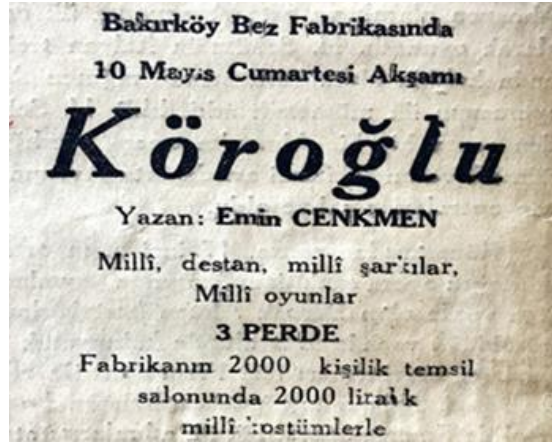 Bakırköy Bez Fabrikasında
10 Mayıs Cumartesi Akşamı
Köroğlu
Yazan: Emin CENKMEN
Millî, destan, millî şarkılar,
Millî oyunlar
3 PERDE
Fabrikanın 2000 kişilik temsil
salonunda 2000 liralık
millî kostümlerle